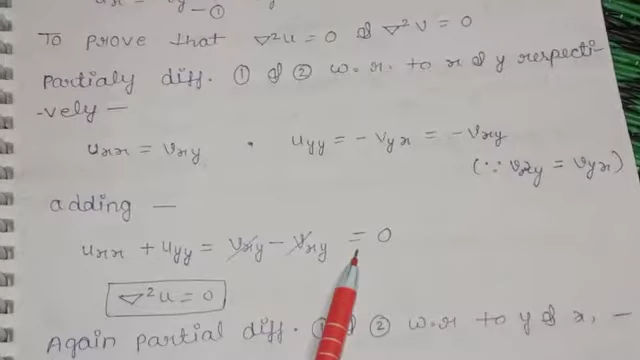 To prove that ∇²u = 0 & ∇²v = 0
Partialy diff. ① & ② w.r. to x & y respecti-
-vely —
uxx = vxy . uyy = -vyx = -vxy
(∵ vxy = vyx)
adding —
uxx + uyy = vxy - vxy = 0
∇²u = 0
Again partial diff. ② w.r to y & x, —